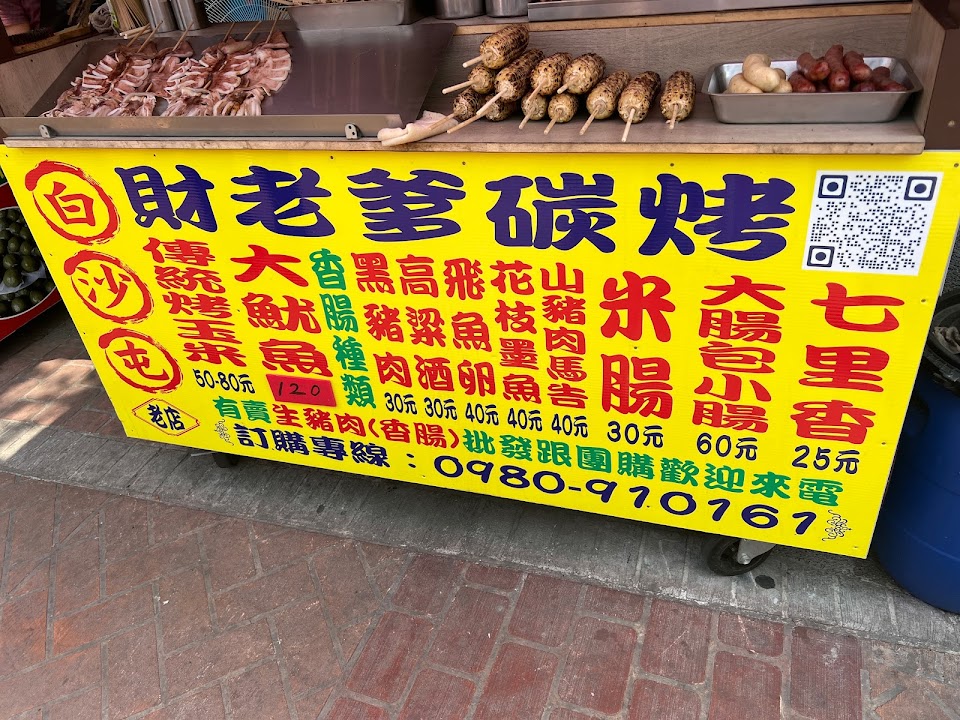 白沙屯
老店
財老爹碳烤
傳統烤玉米
50-80元
大魷魚
120
香腸種類
黑豬肉
30元
高粱酒
30元
飛魚卵
40元
花枝墨魚
40元
山豬肉馬告
40元
米腸
30元
大腸包小腸
60元
七里香
25元
有賣生豬肉(香腸)批發跟團購歡迎來電
訂購專線：0980-910161